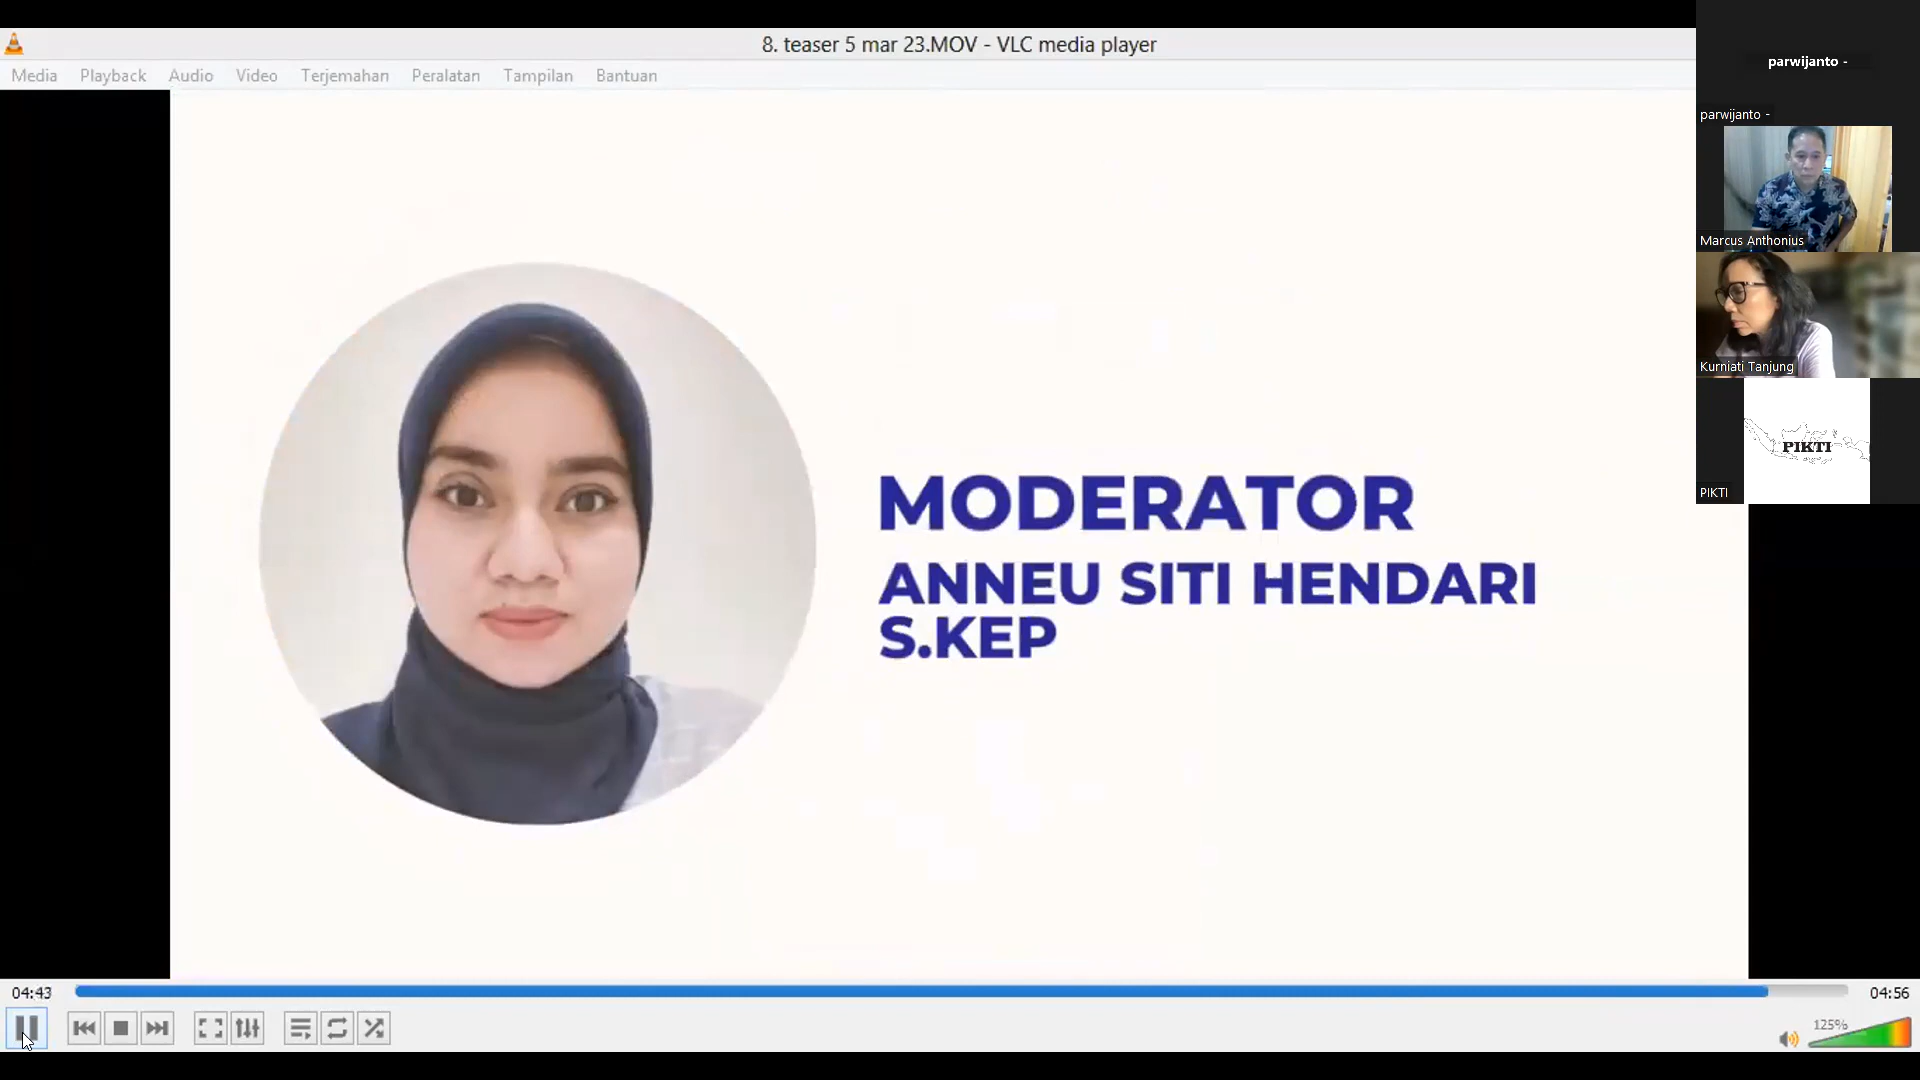 8. teaser 5 mar 23.MOV - VLC media player
Media Playback Audio Video Terjemahan Peralatan Tampilan Bantuan
parwijanto -
parwijanto -
Marcus Anthonius
Kurniati Tanjung
PIKTI
PIKTI
MODERATOR
ANNEU SITI HENDARI
S.KEP
04:43
04:56
125%